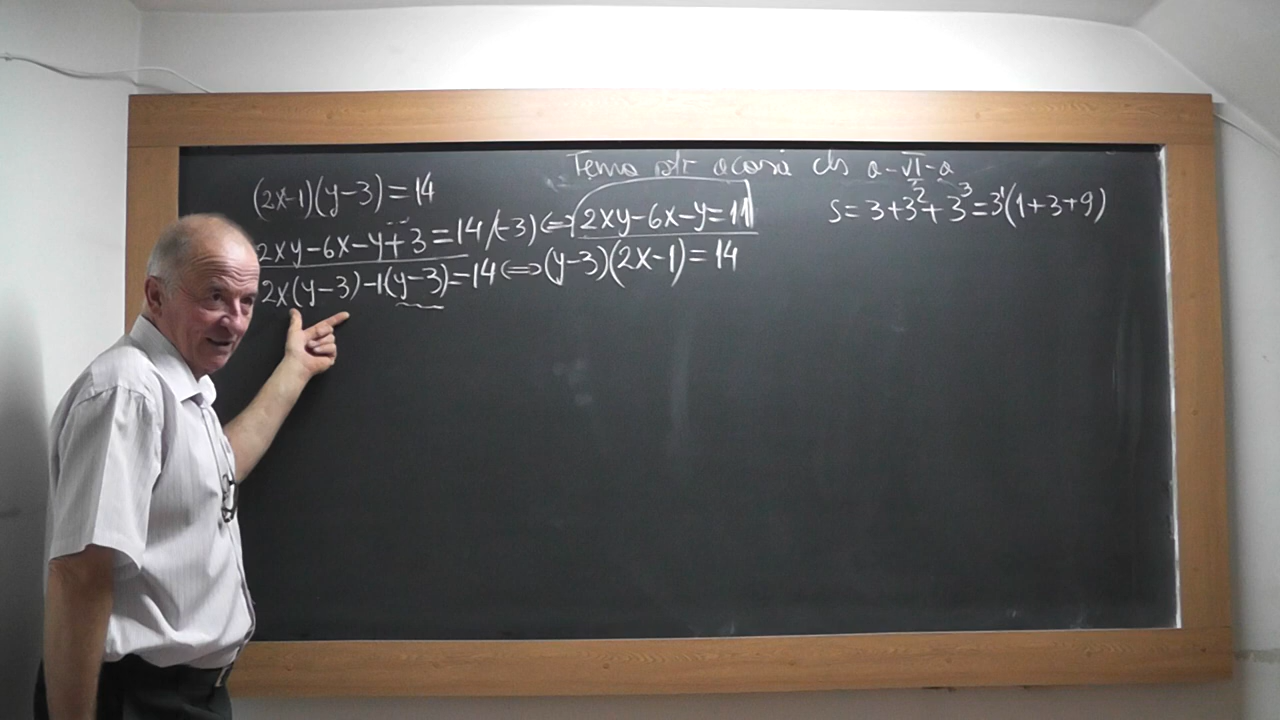 Tema ptr acasă cls a-VI-a
(2x-1)(y-3)=14
2xy-6x-y+3=14/(-3)⇔2xy-6x-y=11
2x(y-3)-1(y-3)=14⇔(y-3)(2x-1)=14
S=3+3²+3³=3¹(1+3+9)